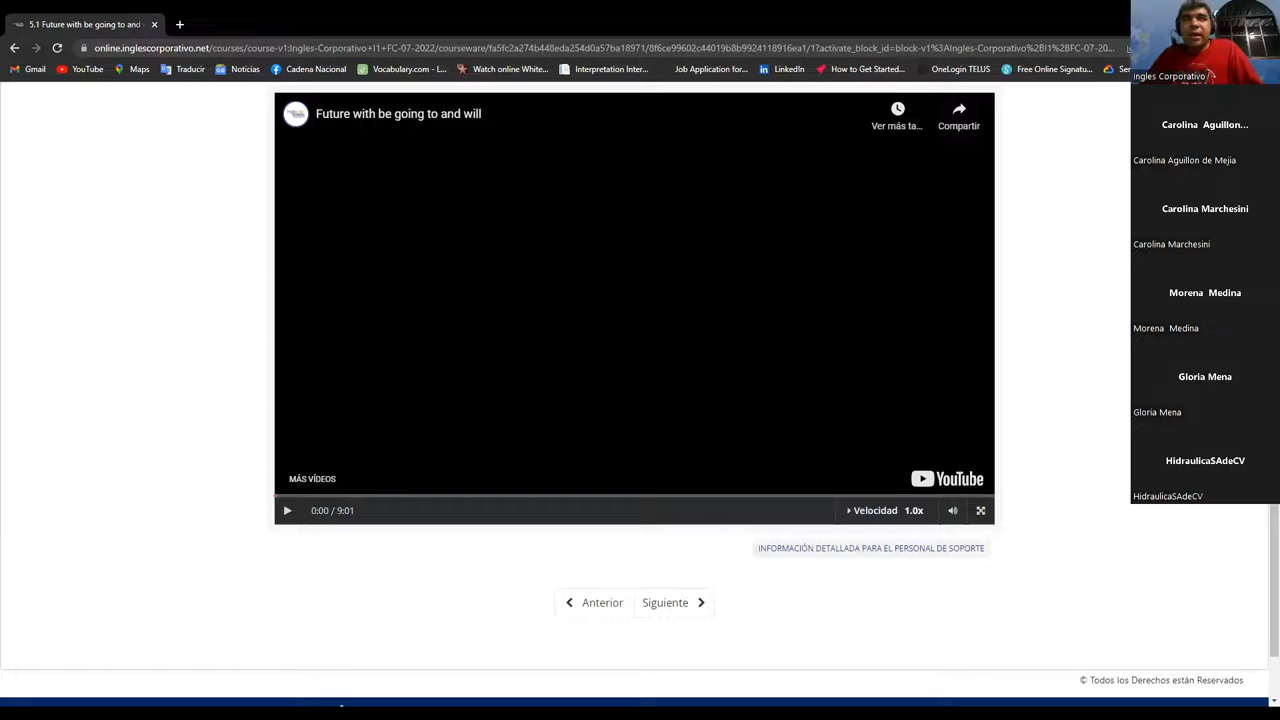 5.1 Future with be going to and
online.inglescorporativo.net/courses/course-v1:Ingles-Corporativo+I1+FC-07-2022/courseware/fa5fc2a274b448eda254d0a57ba18971/8f6ce99602c44019b8b9924118916ea1/1?activate_block_id=block-v1%3AIngles-Corporativo%2BI1%2BFC-07-20...
Gmail YouTube Maps Traducir Noticias Cadena Nacional Vocabulary.com - L... Watch online White... Interpretation Inter... Job Application for... LinkedIn How to Get Started... OneLogin TELUS Free Online Signatu... Ser
Ingles Corporativo
Future with be going to and will
Ver más ta...
Compartir
MÁS VÍDEOS
YouTube
0:00 / 9:01
Velocidad 1.0x
INFORMACIÓN DETALLADA PARA EL PERSONAL DE SOPORTE
Anterior Siguiente
© Todos los Derechos están Reservados
Carolina Aguillon...
Carolina Aguillon de Mejia
Carolina Marchesini
Carolina Marchesini
Morena Medina
Morena Medina
Gloria Mena
Gloria Mena
HidraulicaSAdeCV
HidraulicaSAdeCV